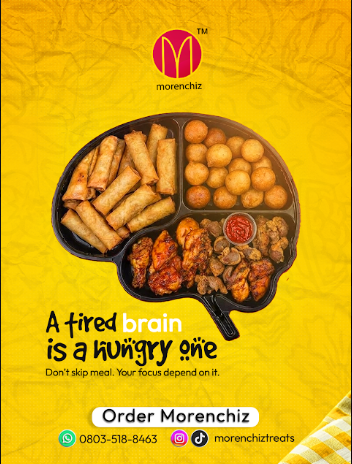 TM
morenchiz
A tired brain
is a hungry one
Don't skip meal. Your focus depend on it.
Order Morenchiz
0803-518-8463
morenchiztreats